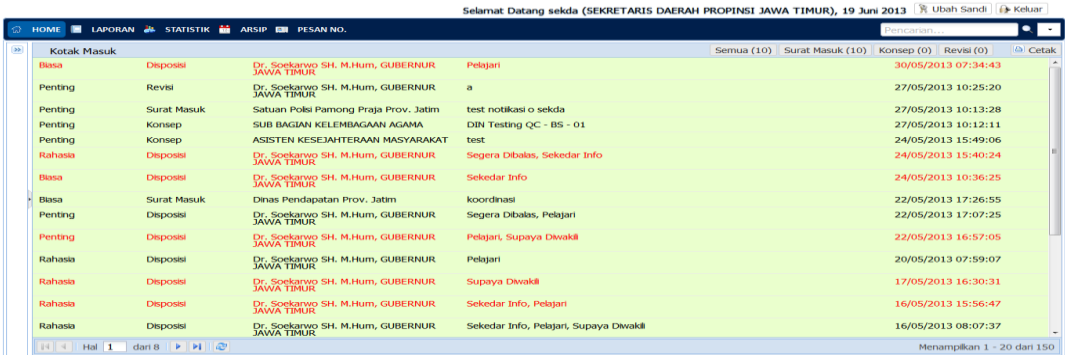 Selamat Datang sekda (SEKRETARIS DAERAH PROPINSI JAWA TIMUR), 19 Juni 2013 Ubah Sandi Keluar
HOME LAPORAN STATISTIK ARSIP PESAN NO. Pencarian...
Kotak Masuk Semua (10) Surat Masuk (10) Konsep (0) Revisi (0) Cetak
Biasa Disposisi Dr. Soekarwo SH. M.Hum, GUBERNUR Pelajari 30/05/2013 07:34:43
JAWA TIMUR
Penting Revisi Dr. Soekarwo SH. M.Hum, GUBERNUR a 27/05/2013 10:25:20
JAWA TIMUR
Penting Surat Masuk Satuan Polisi Pamong Praja Prov. Jatim test notiikasi o sekda 27/05/2013 10:13:28
Penting Konsep SUB BAGIAN KELEMBAGAAN AGAMA DIN Testing QC - BS - 01 27/05/2013 10:12:11
Penting Konsep ASISTEN KESEJAHTERAAN MASYARAKAT test 24/05/2013 15:49:06
Rahasia Disposisi Dr. Soekarwo SH. M.Hum, GUBERNUR Segera Dibalas, Sekedar Info 24/05/2013 15:40:24
JAWA TIMUR
Biasa Disposisi Dr. Soekarwo SH. M.Hum, GUBERNUR Sekedar Info 24/05/2013 10:36:25
JAWA TIMUR
Biasa Surat Masuk Dinas Pendapatan Prov. Jatim koordinasi 22/05/2013 17:26:55
Penting Disposisi Dr. Soekarwo SH. M.Hum, GUBERNUR Segera Dibalas, Pelajari 22/05/2013 17:07:25
JAWA TIMUR
Penting Disposisi Dr. Soekarwo SH. M.Hum, GUBERNUR Pelajari, Supaya Diwakili 22/05/2013 16:57:05
JAWA TIMUR
Rahasia Disposisi Dr. Soekarwo SH. M.Hum, GUBERNUR Pelajari 20/05/2013 07:59:07
JAWA TIMUR
Rahasia Disposisi Dr. Soekarwo SH. M.Hum, GUBERNUR Supaya Diwakili 17/05/2013 16:30:31
JAWA TIMUR
Rahasia Disposisi Dr. Soekarwo SH. M.Hum, GUBERNUR Sekedar Info, Pelajari 16/05/2013 15:56:47
JAWA TIMUR
Rahasia Disposisi Dr. Soekarwo SH. M.Hum, GUBERNUR Sekedar Info, Pelajari, Supaya Diwakili 16/05/2013 08:07:37
JAWA TIMUR
Hal 1 dari 8 Menampilkan 1 - 20 dari 150